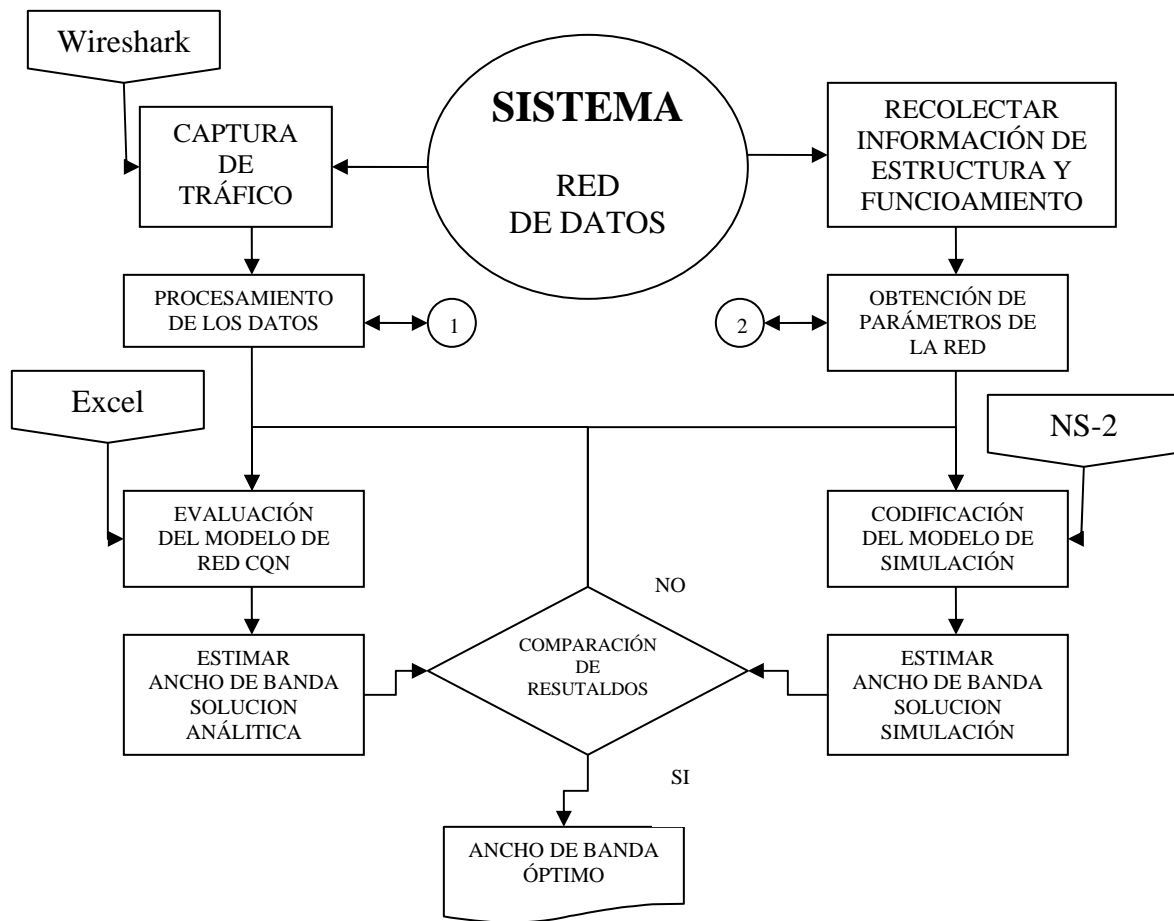 Wireshark
SISTEMA
RED
DE DATOS
CAPTURA
DE
TRÁFICO
RECOLECTAR
INFORMACIÓN DE
ESTRUCTURA Y
FUNCIOAMIENTO
PROCESAMIENTO
DE LOS DATOS
1
2
OBTENCIÓN DE
PARÁMETROS DE
LA RED
Excel
NS-2
EVALUACIÓN
DEL MODELO DE
RED CQN
CODIFICACIÓN
DEL MODELO DE
SIMULACIÓN
NO
ESTIMAR
ANCHO DE BANDA
SOLUCION
ANÁLITICA
COMPARACIÓN
DE
RESUTALDOS
ESTIMAR
ANCHO DE BANDA
SOLUCION
SIMULACIÓN
SI
ANCHO DE BANDA
ÓPTIMO